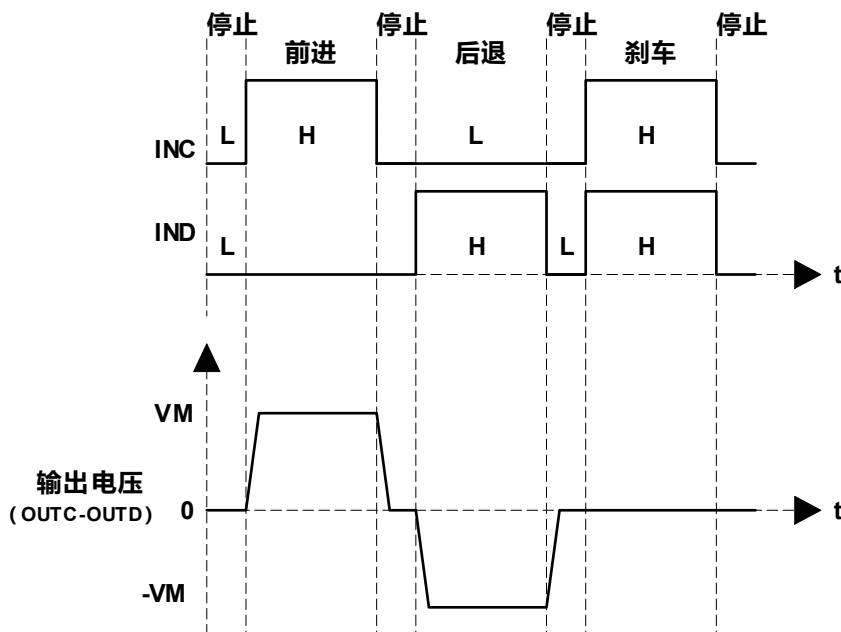 停止 停止 停止 停止
前进 后退 刹车
INC L H L H
IND L H L H
t
VM
输出电压
(OUTC-OUTD) 0 t
-VM